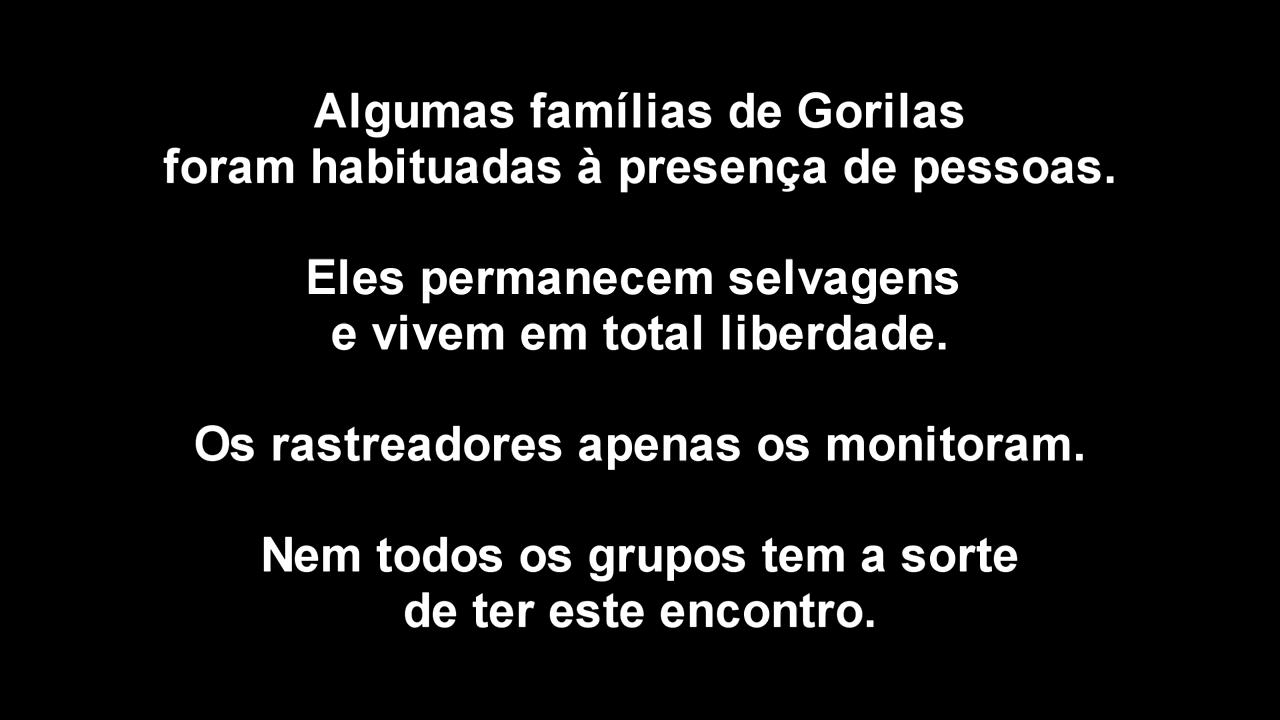 Algumas famílias de Gorilas
foram habituadas à presença de pessoas.
Eles permanecem selvagens
e vivem em total liberdade.
Os rastreadores apenas os monitoram.
Nem todos os grupos tem a sorte
de ter este encontro.